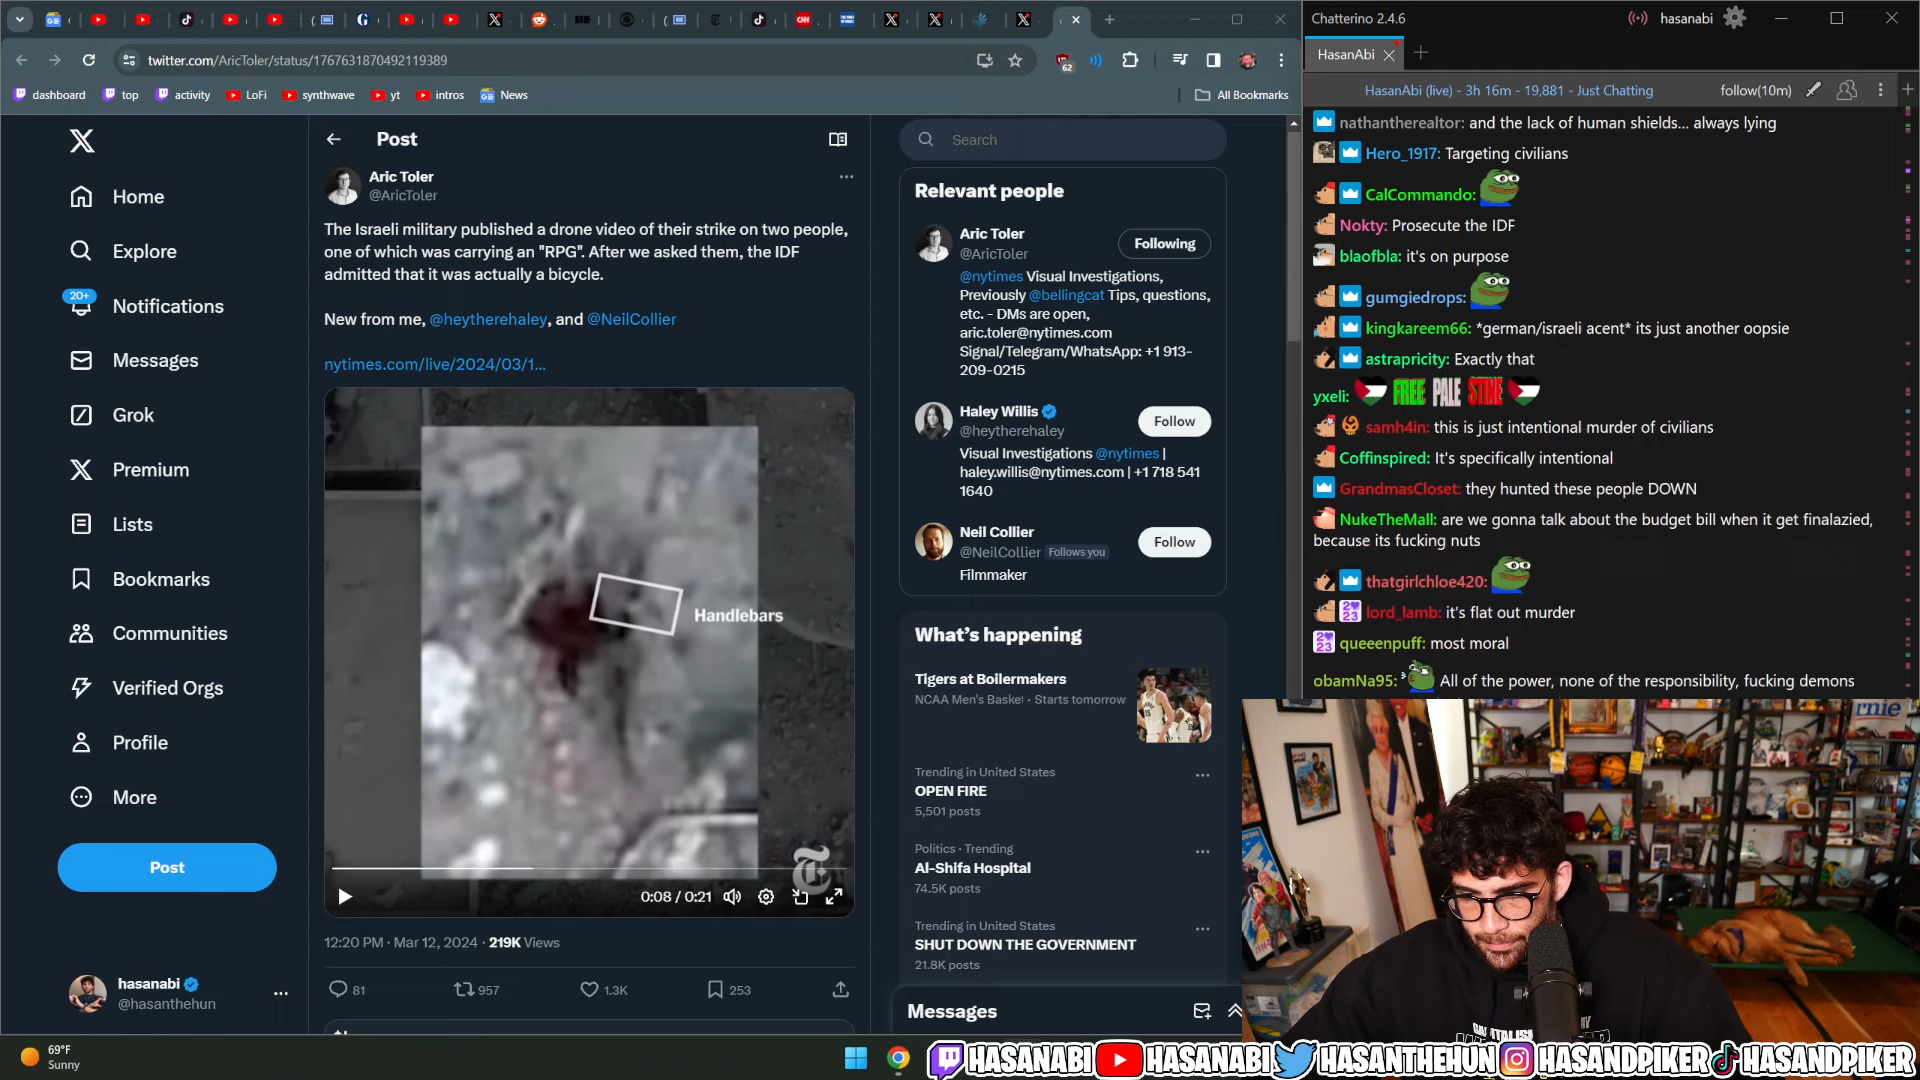 twitter.com/AricToler/status/1767631870492119389
62
dashboard
top
activity
LoFi
synthwave
yt
intros
News
All Bookmarks
Home
Explore
20+
Notifications
Messages
Grok
Premium
Lists
Bookmarks
Communities
Verified Orgs
Profile
More
Post
hasanabi
@hasanthehun
Post
Aric Toler
@AricToler
The Israeli military published a drone video of their strike on two people,
one of which was carrying an "RPG". After we asked them, the IDF
admitted that it was actually a bicycle.
New from me, @heytherehaley, and @NeilCollier
nytimes.com/live/2024/03/1...
Handlebars
0:08 / 0:21
12:20 PM · Mar 12, 2024 · 219K Views
81
957
1.3K
253
Search
Relevant people
Aric Toler
@AricToler
Following
@nytimes Visual Investigations,
Previously @bellingcat Tips, questions,
etc. - DMs are open,
aric.toler@nytimes.com
Signal/Telegram/WhatsApp: +1 913-
209-0215
Haley Willis
@heytherehaley
Follow
Visual Investigations @nytimes |
haley.willis@nytimes.com | +1 718 541
1640
Neil Collier
@NeilCollier Follows you
Follow
Filmmaker
What's happening
Tigers at Boilermakers
NCAA Men's Basket · Starts tomorrow
Trending in United States
OPEN FIRE
5,501 posts
Politics · Trending
Al-Shifa Hospital
74.5K posts
Trending in United States
SHUT DOWN THE GOVERNMENT
21.8K posts
Messages
Chatterino 2.4.6
hasanabi
HasanAbi
HasanAbi (live) - 3h 16m - 19,881 - Just Chatting
follow(10m)
nathantherealtor: and the lack of human shields... always lying
Hero_1917: Targeting civilians
CalCommando:
Nokty: Prosecute the IDF
blaofbla: it's on purpose
gumgiedrops:
kingkareem66: *german/israeli acent* its just another oopsie
astrapricity: Exactly that
yxeli: FREE PALE STINE
samh4in: this is just intentional murder of civilians
Coffinspired: It's specifically intentional
GrandmasCloset: they hunted these people DOWN
NukeTheMall: are we gonna talk about the budget bill when it get finalazied,
because its fucking nuts
thatgirlchloe420:
lord_lamb: it's flat out murder
queeenpuff: most moral
obamNa95: All of the power, none of the responsibility, fucking demons
69°F
Sunny
HASANABI
HASANABI
HASANTHEHUN
HASANDPIKER
HASANDPIKER